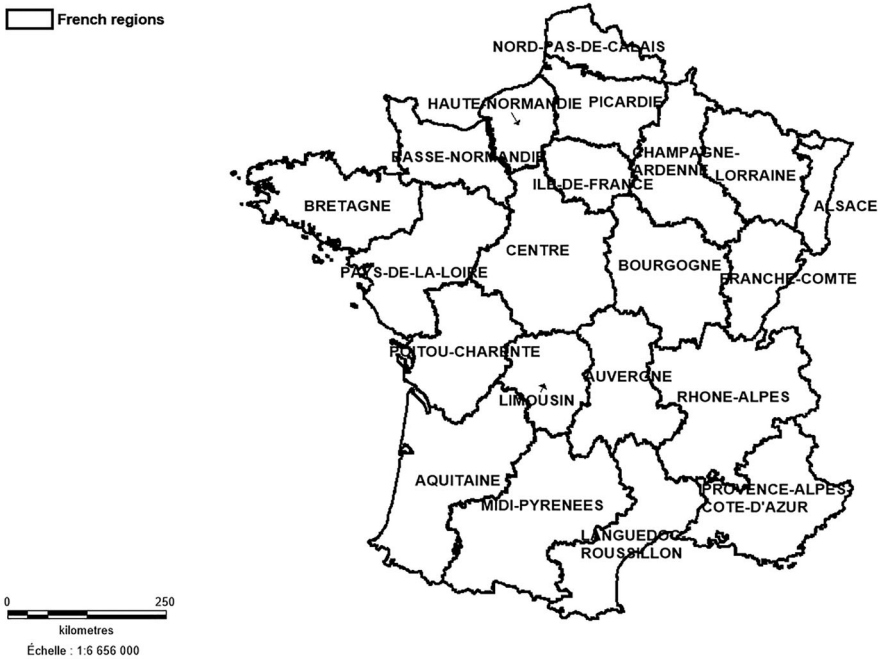 French regions
NORD-PAS-DE-CALAIS
HAUTE-NORMANDIE
PICARDIE
BASSE-NORMANDIE
CHAMPAGNE-
ARDENNE
LORRAINE
ILE-DE-FRANCE
ALSACE
BRETAGNE
CENTRE
BOURGOGNE
PAYS-DE-LA-LOIRE
FRANCHE-COMTE
POITOU-CHARENTE
AUVERGNE
LIMOUSIN
RHONE-ALPES
AQUITAINE
PROVENCE-ALPES-
COTE-D'AZUR
MIDI-PYRENEES
LANGUEDOC-
ROUSSILLON
0 250
kilometres
Échelle : 1:6 656 000